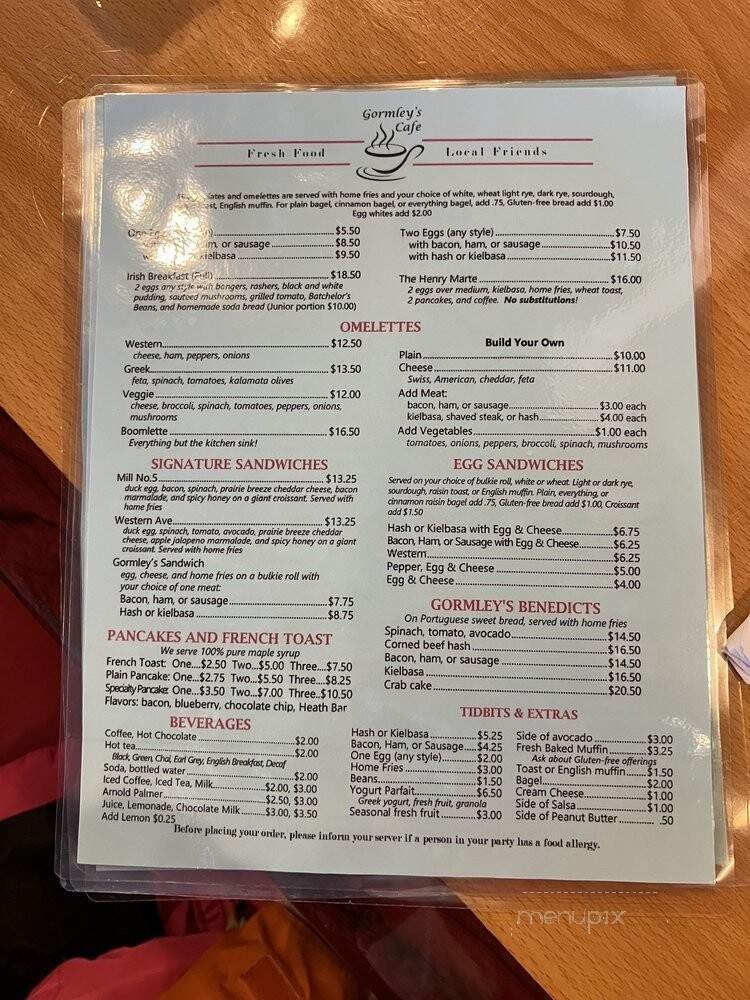 Gormley's
Cafe
Fresh Food
Local Friends
plates and omelettes are served with home fries and your choice of white, wheat light rye, dark rye, sourdough,
English muffin. For plain bagel, cinnamon bagel, or everything bagel, add .75, Gluten-free bread add $1.00
Egg whites add $2.00
One Egg $5.50
ham, or sausage $8.50
kielbasa $9.50
Irish Breakfast (Full) $18.50
2 eggs any style with bangers, rashers, black and white
pudding, sauteed mushrooms, grilled tomato, Batchelor's
Beans, and homemade soda bread (Junior portion $10.00)
Two Eggs (any style) $7.50
with bacon, ham, or sausage $10.50
with hash or kielbasa $11.50
The Henry Marte $16.00
2 eggs over medium, kielbasa, home fries, wheat toast,
2 pancakes, and coffee. No substitutions!
OMELETTES
Western $12.50
cheese, ham, peppers, onions
Greek $13.50
feta, spinach, tomatoes, kalamata olives
Veggie $12.00
cheese, broccoli, spinach, tomatoes, peppers, onions,
mushrooms
Boomlette $16.50
Everything but the kitchen sink!
Build Your Own
Plain $10.00
Cheese $11.00
Swiss, American, cheddar, feta
Add Meat:
bacon, ham, or sausage $3.00 each
kielbasa, shaved steak, or hash $4.00 each
Add Vegetables $1.00 each
tomatoes, onions, peppers, broccoli, spinach, mushrooms
SIGNATURE SANDWICHES
Mill No.5 $13.25
duck egg, bacon, spinach, prairie breeze cheddar cheese, bacon
marmalade, and spicy honey on a giant croissant. Served with
home fries
Western Ave $13.25
duck egg, spinach, tomato, avocado, prairie breeze cheddar
cheese, apple jalapeno marmalade, and spicy honey on a giant
croissant. Served with home fries
Gormley's Sandwich
egg, cheese, and home fries on a bulkie roll with
your choice of one meat:
Bacon, ham, or sausage $7.75
Hash or kielbasa $8.75
EGG SANDWICHES
Served on your choice of bulkie roll, white or wheat. Light or dark rye,
sourdough, raisin toast, or English muffin. Plain, everything, or
cinnamon raisin bagel add .75, Gluten-free bread add $1.00, Croissant
add $1.50
Hash or Kielbasa with Egg & Cheese $6.75
Bacon, Ham, or Sausage with Egg & Cheese $6.25
Western $6.25
Pepper, Egg & Cheese $5.00
Egg & Cheese $4.00
GORMLEY'S BENEDICTS
On Portuguese sweet bread, served with home fries
Spinach, tomato, avocado $14.50
Corned beef hash $16.50
Bacon, ham, or sausage $14.50
Kielbasa $16.50
Crab cake $20.50
PANCAKES AND FRENCH TOAST
We serve 100% pure maple syrup
French Toast: One....$2.50 Two...$5.00 Three....$7.50
Plain Pancake: One...$2.75 Two...$5.50 Three....$8.25
Specialty Pancake: One...$3.50 Two...$7.00 Three..$10.50
Flavors: bacon, blueberry, chocolate chip, Heath Bar
BEVERAGES
Coffee, Hot Chocolate $2.00
Hot tea $2.00
Black, Green, Chai, Earl Grey, English Breakfast, Decaf
Soda, bottled water $2.00
Iced Coffee, Iced Tea, Milk $2.00, $3.00
Arnold Palmer $2.50, $3.00
Juice, Lemonade, Chocolate Milk $3.00, $3.50
Add Lemon $0.25
TIDBITS & EXTRAS
Hash or Kielbasa $5.25
Bacon, Ham, or Sausage $4.25
One Egg (any style) $2.00
Home Fries $3.00
Beans $1.50
Yogurt Parfait $6.50
Greek yogurt, fresh fruit, granola
Seasonal fresh fruit $3.00
Side of avocado $3.00
Fresh Baked Muffin $3.25
Ask about Gluten-free offerings
Toast or English muffin $1.50
Bagel $2.00
Cream Cheese $1.00
Side of Salsa $1.00
Side of Peanut Butter .50
Before placing your order, please inform your server if a person in your party has a food allergy.
menupix